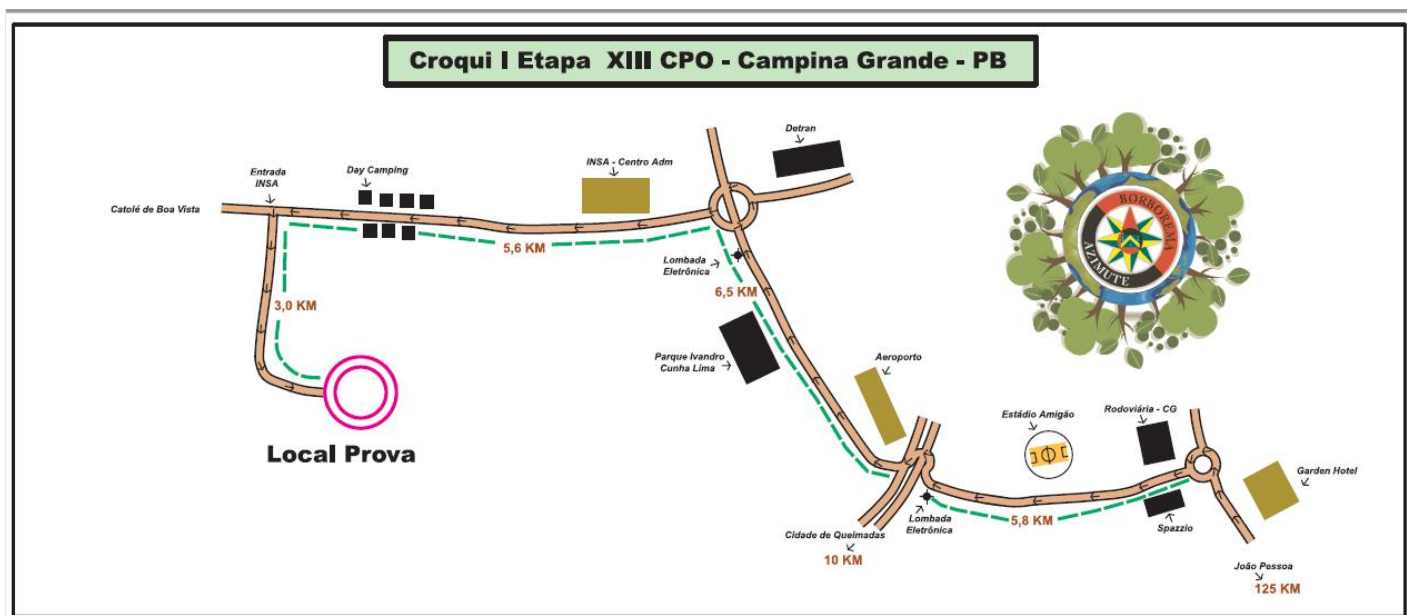 Croqui I Etapa XIII CPO - Campina Grande - PB
Detran
INSA - Centro Adm
Day Camping
Entrada
INSA
Catolé de Boa Vista
5,6 KM
Lombada
Eletrônica
6,5 KM
3,0 KM
BORBOREMA
AZIMUTE
Parque Ivandro
Cunha Lima
Aeroporto
Local Prova
Estádio Amigão
Rodoviária - CG
Garden Hotel
5,8 KM
Spazzio
Lombada
Eletrônica
Cidade de Queimadas
10 KM
João Pessoa
125 KM